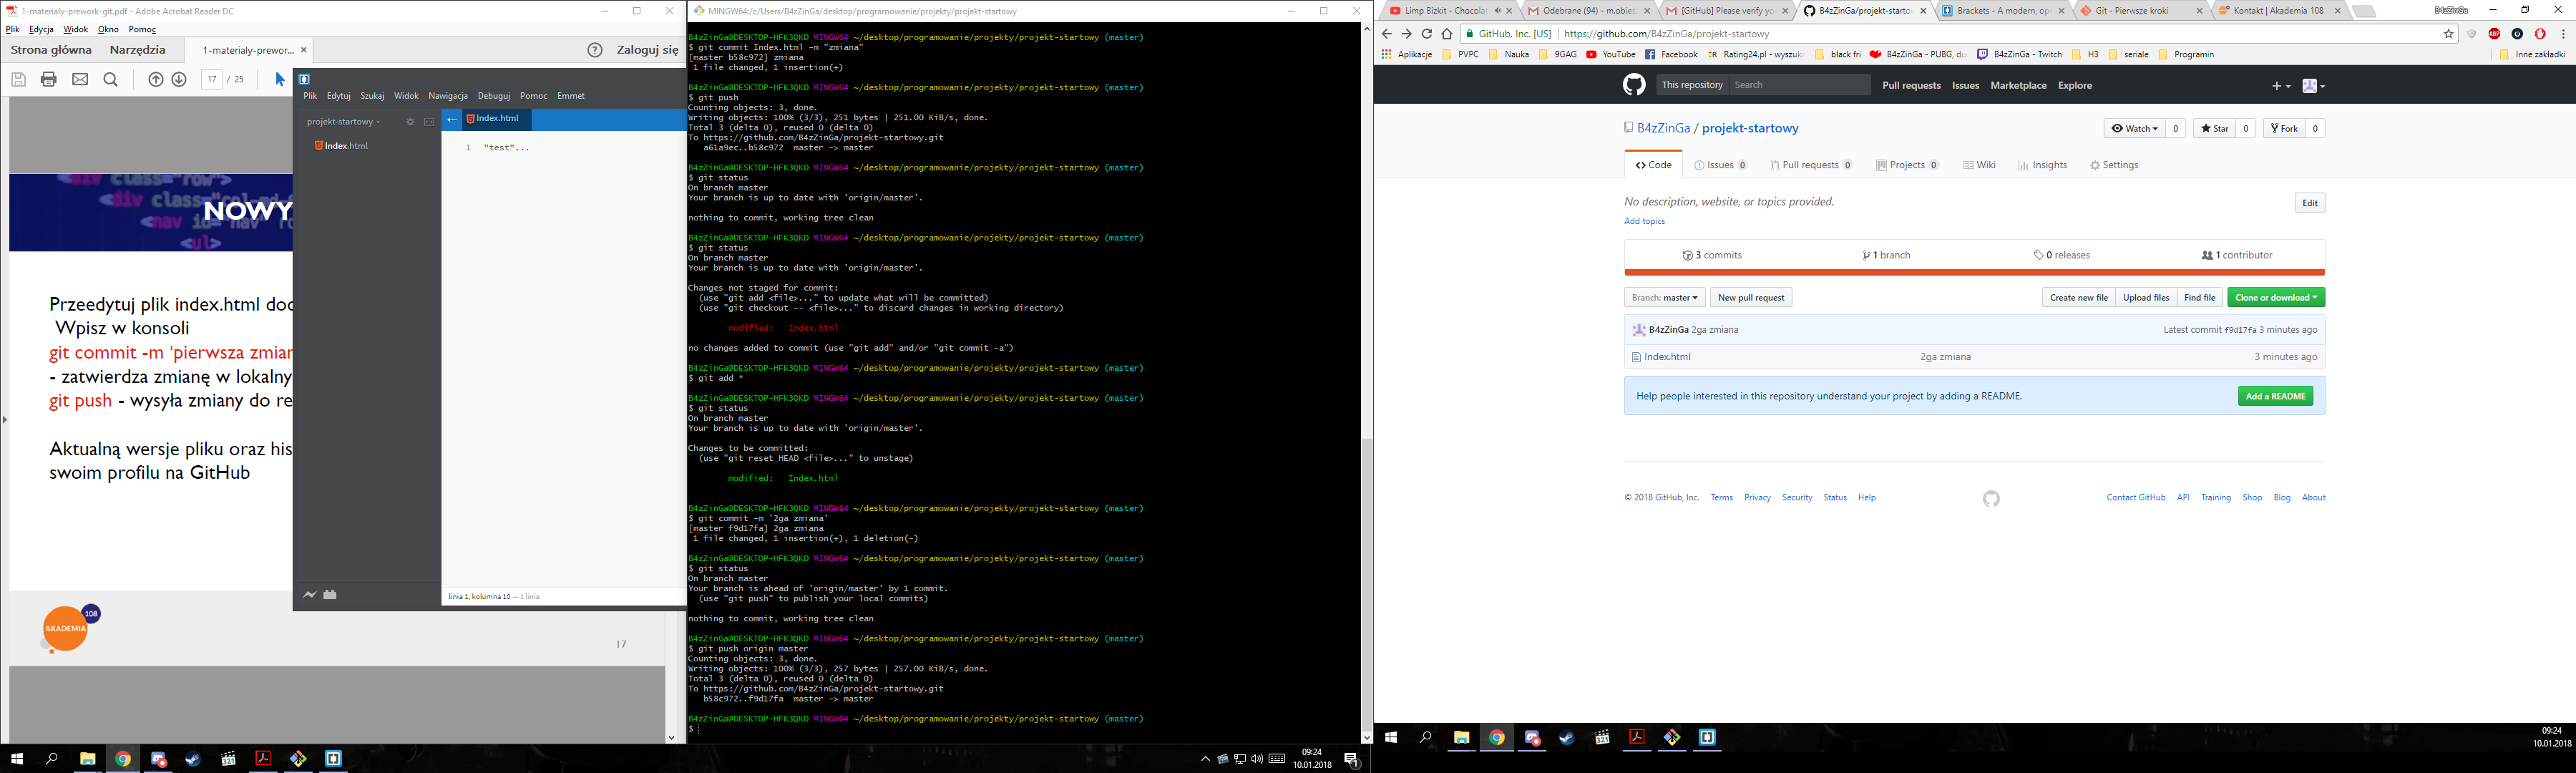 1-materialy-prework-git.pdf - Adobe Acrobat Reader DC
Plik Edycja Widok Okno Pomoc
Strona główna Narzędzia 1-materialy-prewor... × Zaloguj się
17 / 25
NOWY
Przeedytuj plik index.html dod
Wpisz w konsoli
git commit -m 'pierwsza zmian
- zatwierdza zmianę w lokalny
git push - wysyła zmiany do re
Aktualną wersje pliku oraz his
swoim profilu na GitHub
AKADEMIA 108
17
Plik Edytuj Szukaj Widok Nawigacja Debuguj Pomoc Emmet
projekt-startowy
Index.html
Index.html
1 "test"...
linia 1, kolumna 10 — 1 linia
MINGW64:/c/Users/B4zZinGa/desktop/programowanie/projekty/projekt-startowy
B4zZinGa@DESKTOP-HFK3QKD MINGW64 ~/desktop/programowanie/projekty/projekt-startowy (master)
$ git commit Index.html -m "zmiana"
[master b58c972] zmiana
1 file changed, 1 insertion(+)
B4zZinGa@DESKTOP-HFK3QKD MINGW64 ~/desktop/programowanie/projekty/projekt-startowy (master)
$ git push
Counting objects: 3, done.
Writing objects: 100% (3/3), 251 bytes | 251.00 KiB/s, done.
Total 3 (delta 0), reused 0 (delta 0)
To https://github.com/B4zZinGa/projekt-startowy.git
a61a9ec..b58c972 master -> master
B4zZinGa@DESKTOP-HFK3QKD MINGW64 ~/desktop/programowanie/projekty/projekt-startowy (master)
$ git status
On branch master
Your branch is up to date with 'origin/master'.
nothing to commit, working tree clean
B4zZinGa@DESKTOP-HFK3QKD MINGW64 ~/desktop/programowanie/projekty/projekt-startowy (master)
$ git status
On branch master
Your branch is up to date with 'origin/master'.
Changes not staged for commit:
(use "git add <file>..." to update what will be committed)
(use "git checkout -- <file>..." to discard changes in working directory)
modified: Index.html
no changes added to commit (use "git add" and/or "git commit -a")
B4zZinGa@DESKTOP-HFK3QKD MINGW64 ~/desktop/programowanie/projekty/projekt-startowy (master)
$ git add *
B4zZinGa@DESKTOP-HFK3QKD MINGW64 ~/desktop/programowanie/projekty/projekt-startowy (master)
$ git status
On branch master
Your branch is up to date with 'origin/master'.
Changes to be committed:
(use "git reset HEAD <file>..." to unstage)
modified: Index.html
B4zZinGa@DESKTOP-HFK3QKD MINGW64 ~/desktop/programowanie/projekty/projekt-startowy (master)
$ git commit -m '2ga zmiana'
[master f9d17fa] 2ga zmiana
1 file changed, 1 insertion(+), 1 deletion(-)
B4zZinGa@DESKTOP-HFK3QKD MINGW64 ~/desktop/programowanie/projekty/projekt-startowy (master)
$ git status
On branch master
Your branch is ahead of 'origin/master' by 1 commit.
(use "git push" to publish your local commits)
nothing to commit, working tree clean
B4zZinGa@DESKTOP-HFK3QKD MINGW64 ~/desktop/programowanie/projekty/projekt-startowy (master)
$ git push origin master
Counting objects: 3, done.
Writing objects: 100% (3/3), 257 bytes | 257.00 KiB/s, done.
Total 3 (delta 0), reused 0 (delta 0)
To https://github.com/B4zZinGa/projekt-startowy.git
b58c972..f9d17fa master -> master
B4zZinGa@DESKTOP-HFK3QKD MINGW64 ~/desktop/programowanie/projekty/projekt-startowy (master)
$
09:24
10.01.2018
Limp Bizkit - Chocolat Odebrane (94) - m.obies [GitHub] Please verify yo B4zZinGa/projekt-startow Brackets - A modern, ope Git - Pierwsze kroki Kontakt | Akademia 108 B4zZinGa
GitHub, Inc. [US] https://github.com/B4zZinGa/projekt-startowy
Aplikacje PVPC Nauka 9GAG YouTube Facebook Rating24.pl - wyszuk black fri B4zZinGa - PUBG, du B4zZinGa - Twitch H3 seriale Programin Inne zakładki
This repository Search Pull requests Issues Marketplace Explore
B4zZinGa / projekt-startowy Watch 0 Star 0 Fork 0
Code Issues 0 Pull requests 0 Projects 0 Wiki Insights Settings
No description, website, or topics provided. Edit
Add topics
3 commits 1 branch 0 releases 1 contributor
Branch: master New pull request Create new file Upload files Find file Clone or download
B4zZinGa 2ga zmiana Latest commit f9d17fa 3 minutes ago
Index.html 2ga zmiana 3 minutes ago
Help people interested in this repository understand your project by adding a README. Add a README
© 2018 GitHub, Inc. Terms Privacy Security Status Help Contact GitHub API Training Shop Blog About
09:24
10.01.2018